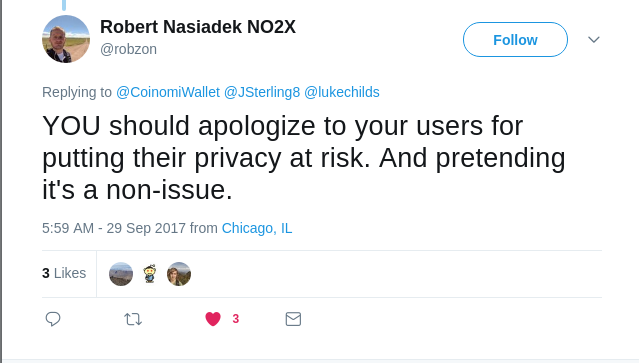 Robert Nasiadek NO2X
@robzon
Follow
Replying to @CoinomiWallet @JSterling8 @lukechilds
YOU should apologize to your users for
putting their privacy at risk. And pretending
it's a non-issue.
5:59 AM - 29 Sep 2017 from Chicago, IL
3 Likes
3